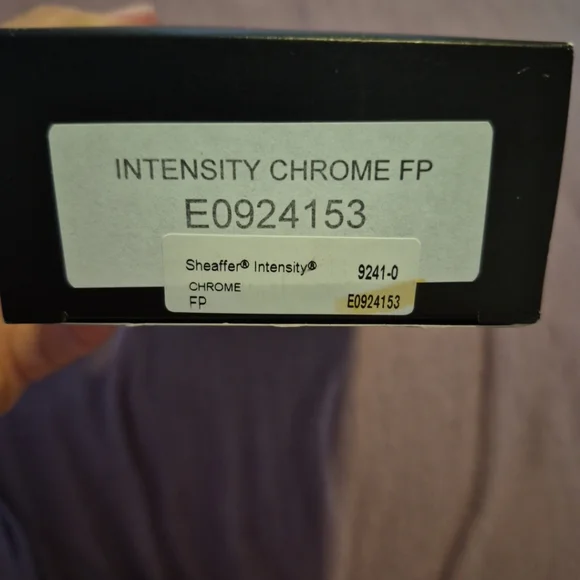 INTENSITY CHROME FP
E0924153
Sheaffer® Intensity® 9241-0
CHROME
FP E0924153